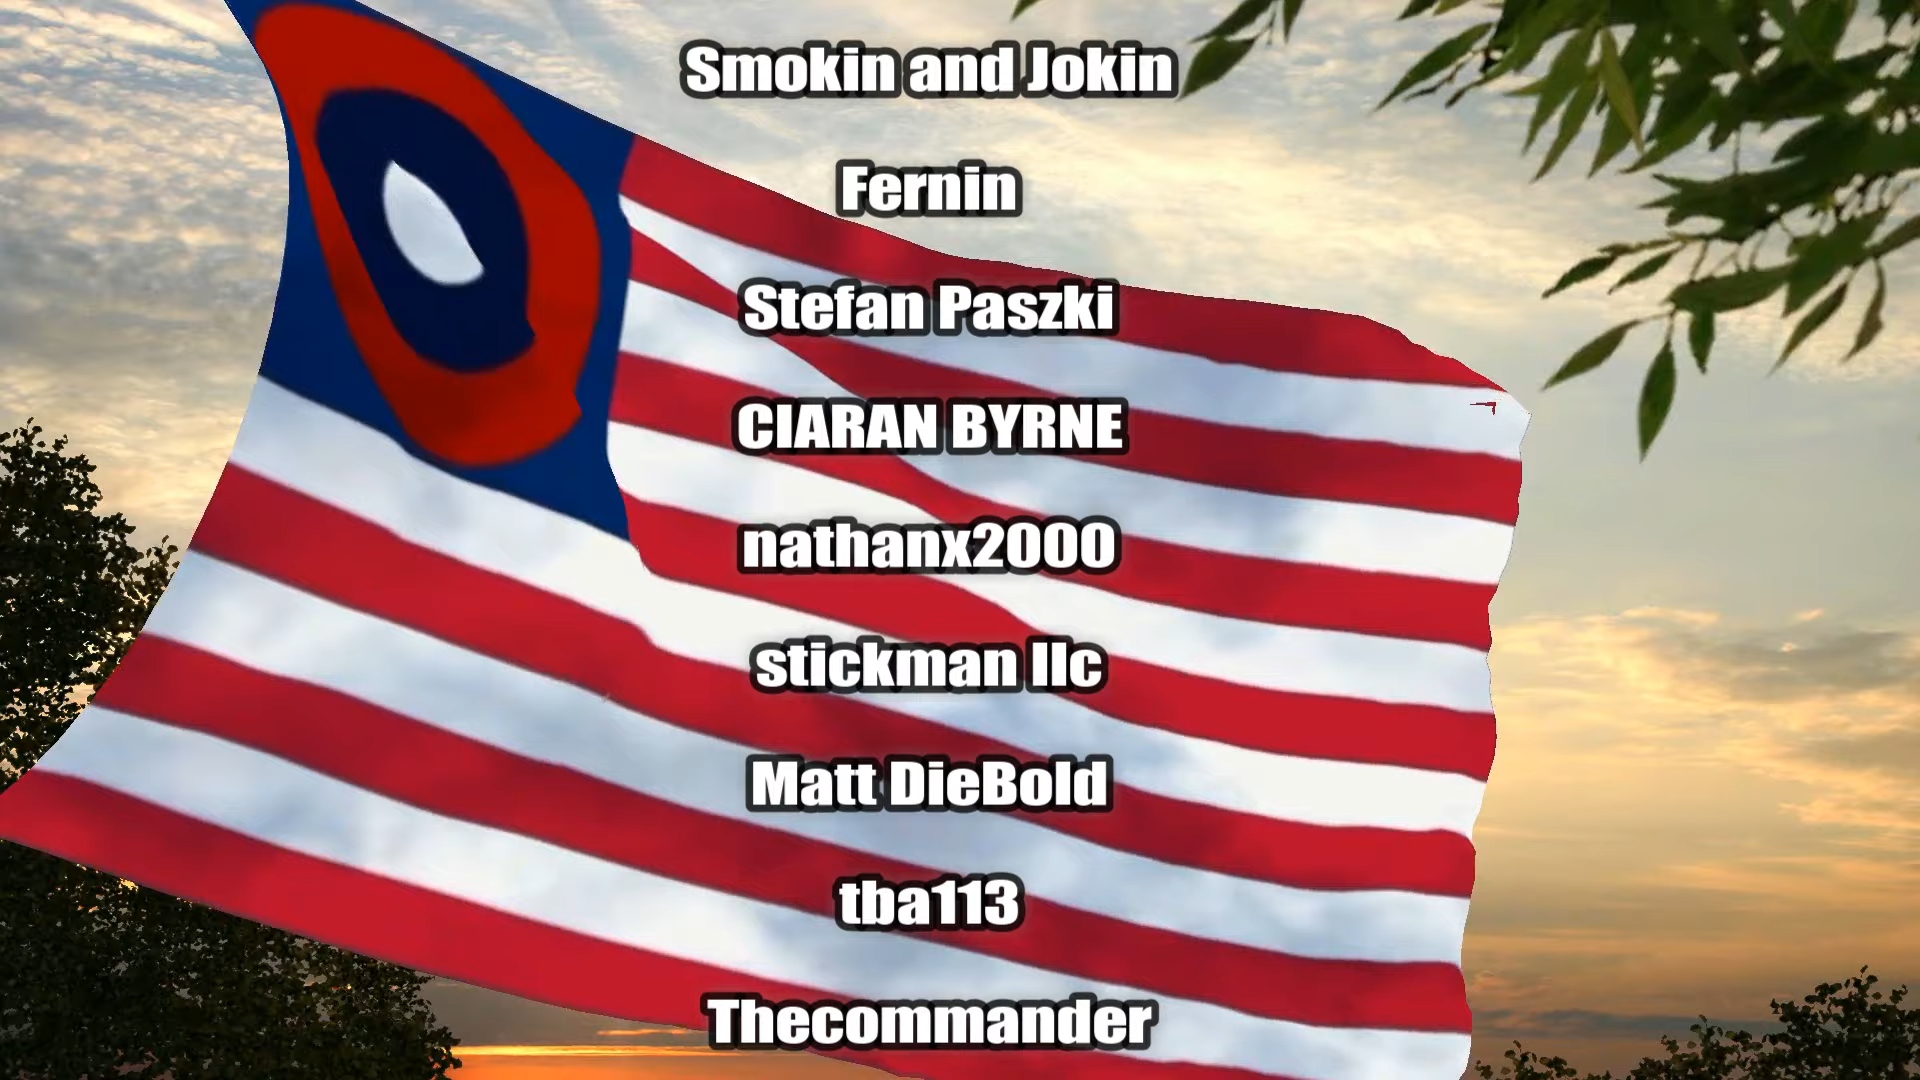 Smokin and Jokin
Fernin
Stefan Paszki
CIARAN BYRNE
nathanx2000
stickman llc
Matt DieBold
tba113
Thecommander